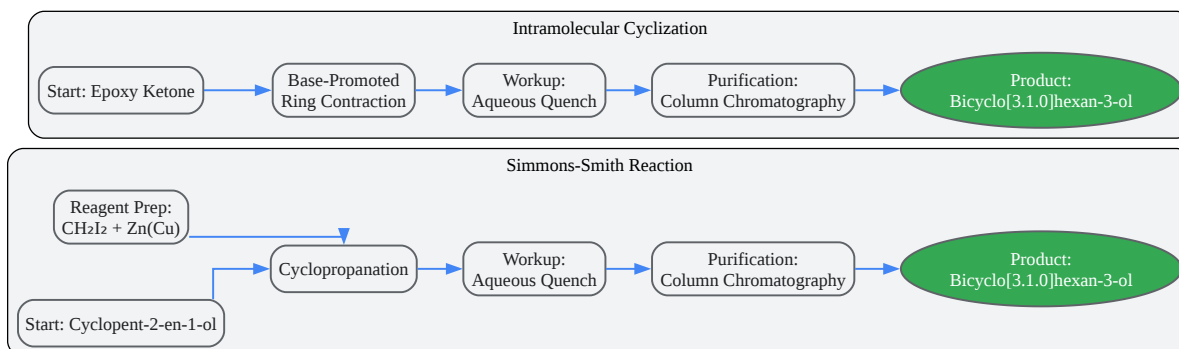 Intramolecular Cyclization
Start: Epoxy Ketone
Base-Promoted
Ring Contraction
Workup:
Aqueous Quench
Purification:
Column Chromatography
Product:
Bicyclo[3.1.0]hexan-3-ol
Simmons-Smith Reaction
Reagent Prep:
CH₂I₂ + Zn(Cu)
Start: Cyclopent-2-en-1-ol
Cyclopropanation
Workup:
Aqueous Quench
Purification:
Column Chromatography
Product:
Bicyclo[3.1.0]hexan-3-ol